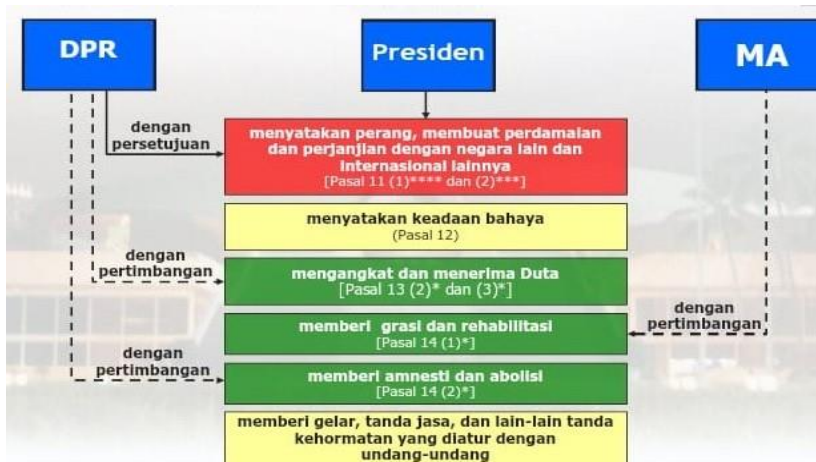 DPR
Presiden
MA
dengan
persetujuan
menyatakan perang, membuat perdamaian
dan perjanjian dengan negara lain dan
internasional lainnya
[Pasal 11 (1)**** dan (2)***]
menyatakan keadaan bahaya
(Pasal 12)
dengan
pertimbangan
mengangkat dan menerima Duta
[Pasal 13 (2)* dan (3)*]
memberi grasi dan rehabilitasi
[Pasal 14 (1)*]
dengan
pertimbangan
dengan
pertimbangan
memberi amnesti dan abolisi
[Pasal 14 (2)*]
memberi gelar, tanda jasa, dan lain-lain tanda
kehormatan yang diatur dengan
undang-undang